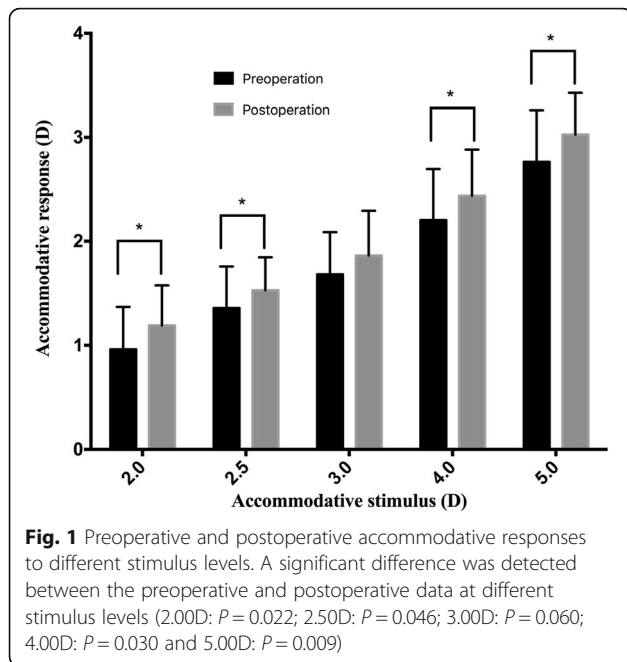 4
3
2
1
0
Accommodative response (D)
Preoperation
Postoperation
*
*
*
*
2.0
2.5
3.0
4.0
5.0
Accommodative stimulus (D)
Fig. 1 Preoperative and postoperative accommodative responses
to different stimulus levels. A significant difference was detected
between the preoperative and postoperative data at different
stimulus levels (2.00D: P = 0.022; 2.50D: P = 0.046; 3.00D: P = 0.060;
4.00D: P = 0.030 and 5.00D: P = 0.009)